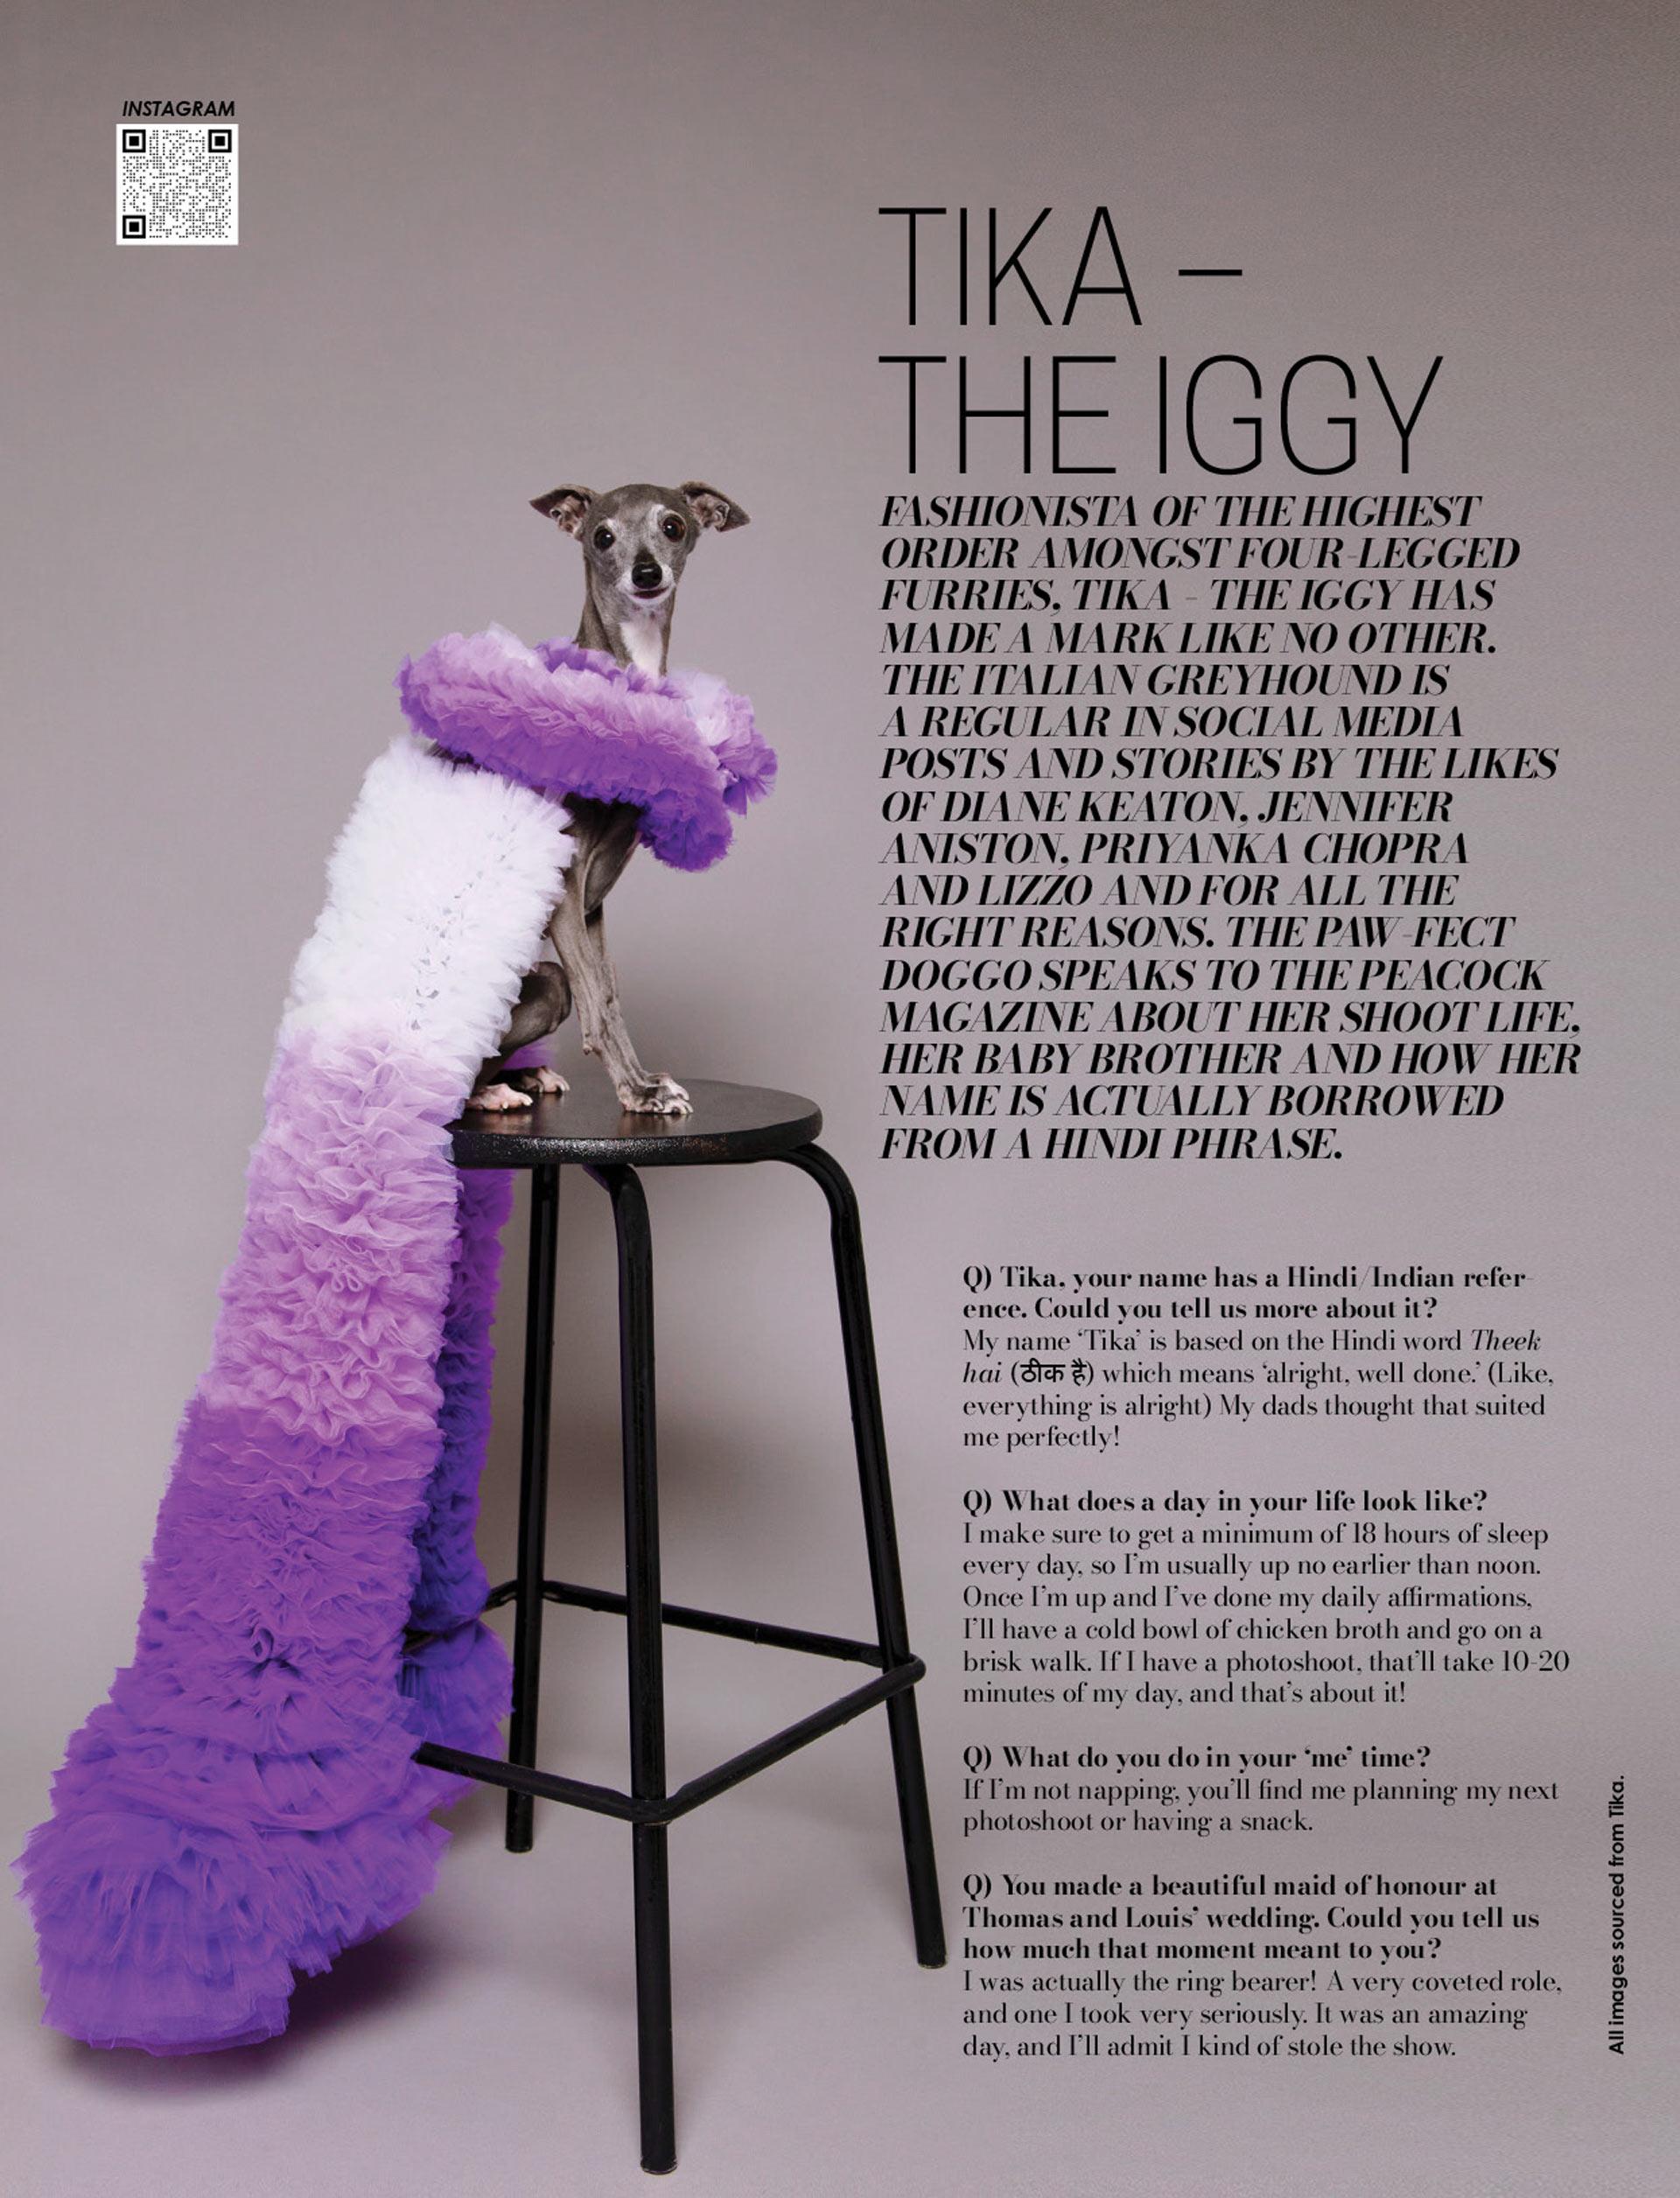 INSTAGRAM
TIKA –
THE IGGY
FASHIONISTA OF THE HIGHEST
ORDER AMONGST FOUR-LEGGED
FURRIES, TIKA - THE IGGY HAS
MADE A MARK LIKE NO OTHER.
THE ITALIAN GREYHOUND IS
A REGULAR IN SOCIAL MEDIA
POSTS AND STORIES BY THE LIKES
OF DIANE KEATON, JENNIFER
ANISTON, PRIYANKA CHOPRA
AND LIZZO AND FOR ALL THE
RIGHT REASONS. THE PAW-FECT
DOGGO SPEAKS TO THE PEACOCK
MAGAZINE ABOUT HER SHOOT LIFE,
HER BABY BROTHER AND HOW HER
NAME IS ACTUALLY BORROWED
FROM A HINDI PHRASE.
Q) Tika, your name has a Hindi/Indian refer-
ence. Could you tell us more about it?
My name ‘Tika’ is based on the Hindi word Theek
hai (ठीक है) which means ‘alright, well done.’ (Like,
everything is alright) My dads thought that suited
me perfectly!
Q) What does a day in your life look like?
I make sure to get a minimum of 18 hours of sleep
every day, so I’m usually up no earlier than noon.
Once I’m up and I’ve done my daily affirmations,
I’ll have a cold bowl of chicken broth and go on a
brisk walk. If I have a photoshoot, that’ll take 10-20
minutes of my day, and that’s about it!
Q) What do you do in your ‘me’ time?
If I’m not napping, you’ll find me planning my next
photoshoot or having a snack.
Q) You made a beautiful maid of honour at
Thomas and Louis’ wedding. Could you tell us
how much that moment meant to you?
I was actually the ring bearer! A very coveted role,
and one I took very seriously. It was an amazing
day, and I’ll admit I kind of stole the show.
All images sourced from Tika.